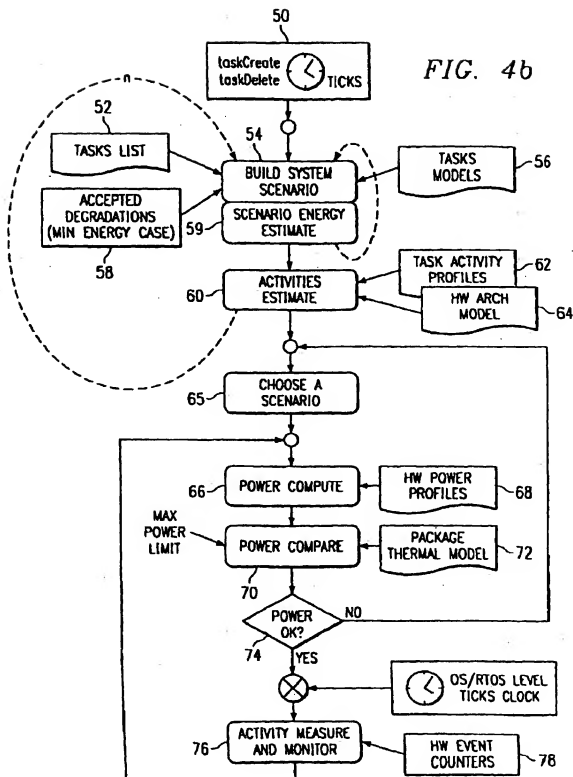 50
taskCreate
taskDelete
TICKS
FIG. 4b
n
52
TASKS LIST
54
BUILD SYSTEM
SCENARIO
TASKS
MODELS
56
ACCEPTED
DEGRADATIONS
(MIN ENERGY CASE)
58
59
SCENARIO ENERGY
ESTIMATE
60
ACTIVITIES
ESTIMATE
TASK ACTIVITY
PROFILES
62
HW ARCH
MODEL
64
65
CHOOSE A
SCENARIO
66
POWER COMPUTE
HW POWER
PROFILES
68
MAX
POWER
LIMIT
POWER COMPARE
70
PACKAGE
THERMAL MODEL
72
POWER
OK?
NO
74
YES
OS/RTOS LEVEL
TICKS CLOCK
76
ACTIVITY MEASURE
AND MONITOR
HW EVENT
COUNTERS
78